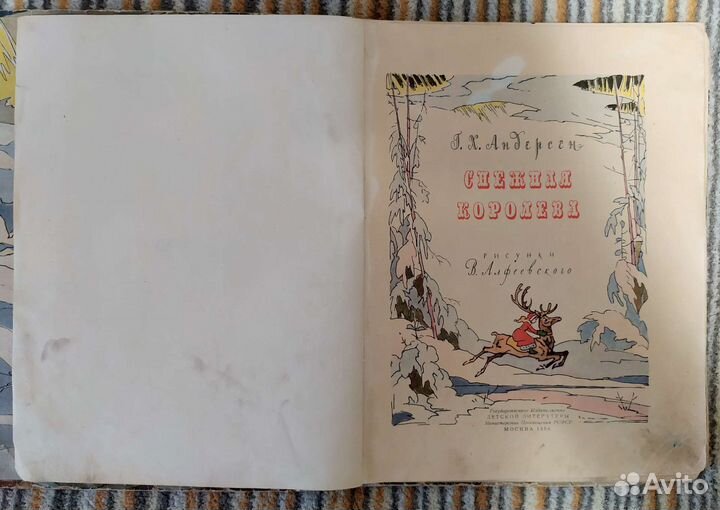 Г. Х. Андерсен
СНЕЖНАЯ
КОРОЛЕВА
РИСУНКИ
В. Алфеевского
Государственное Издательство
ДЕТСКОЙ ЛИТЕРАТУРЫ
Министерства Просвещения РСФСР
МОСКВА
Avito